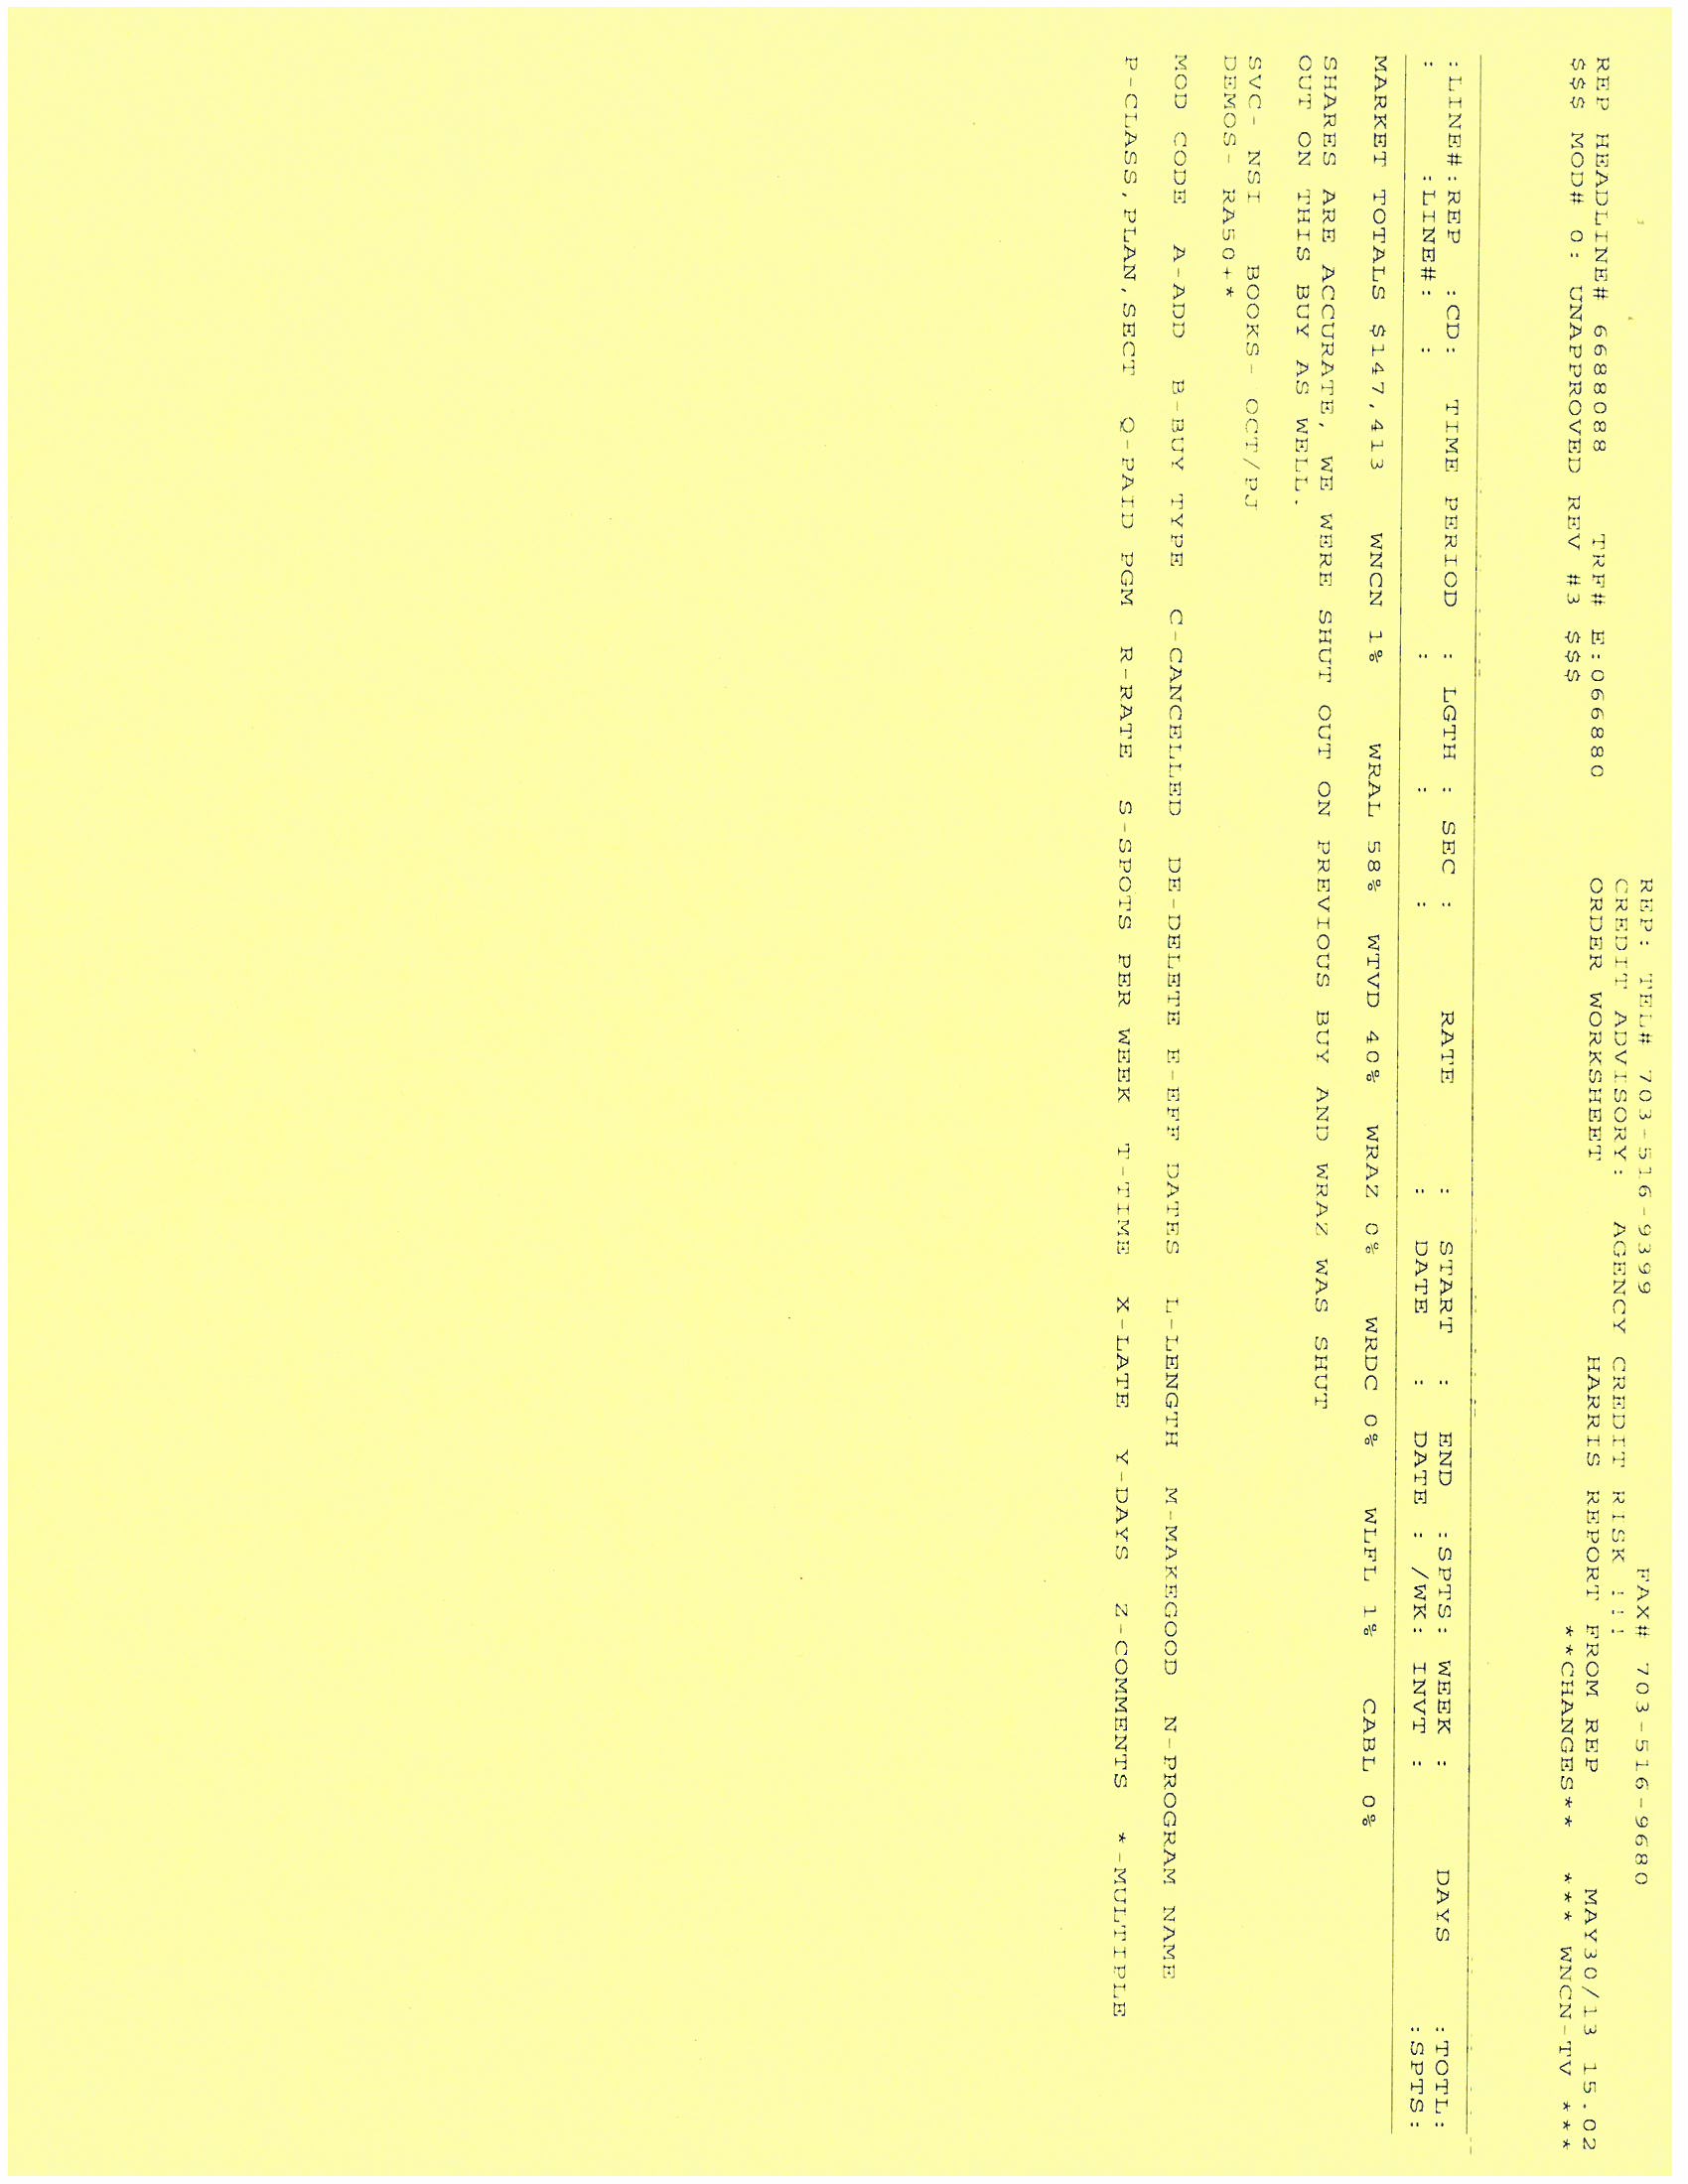 REP: TEL# 703-516-9399 FAX# 703-516-9680
CREDIT ADVISORY: AGENCY CREDIT RISK !!!
REP HEADLINE# 6688088 TRF# E:066880 ORDER WORKSHEET HARRIS REPORT FROM REP MAY30/13 15.02
$$$ MOD# 0: UNAPPROVED REV #3 $$$ **CHANGES** *** WNCN-TV ***
:LINE#:REP :CD: TIME PERIOD : LGTH : SEC : RATE : START : END :SPTS: WEEK : DAYS :TOTL:
: :LINE#: : : : : : DATE : DATE : /WK: INVT : :SPTS:
MARKET TOTALS $147,413 WNCN 1% WRAL 58% WTVD 40% WRAZ 0% WRDC 0% WLFL 1% CABL 0%
SHARES ARE ACCURATE, WE WERE SHUT OUT ON PREVIOUS BUY AND WRAZ WAS SHUT
OUT ON THIS BUY AS WELL.
SVC- NSI BOOKS- OCT/PJ
DEMOS- RA50+*
MOD CODE A-ADD B-BUY TYPE C-CANCELLED DE-DELETE E-EFF DATES L-LENGTH M-MAKEGOOD N-PROGRAM NAME
P-CLASS,PLAN,SECT Q-PAID PGM R-RATE S-SPOTS PER WEEK T-TIME X-LATE Y-DAYS Z-COMMENTS *-MULTIPLE